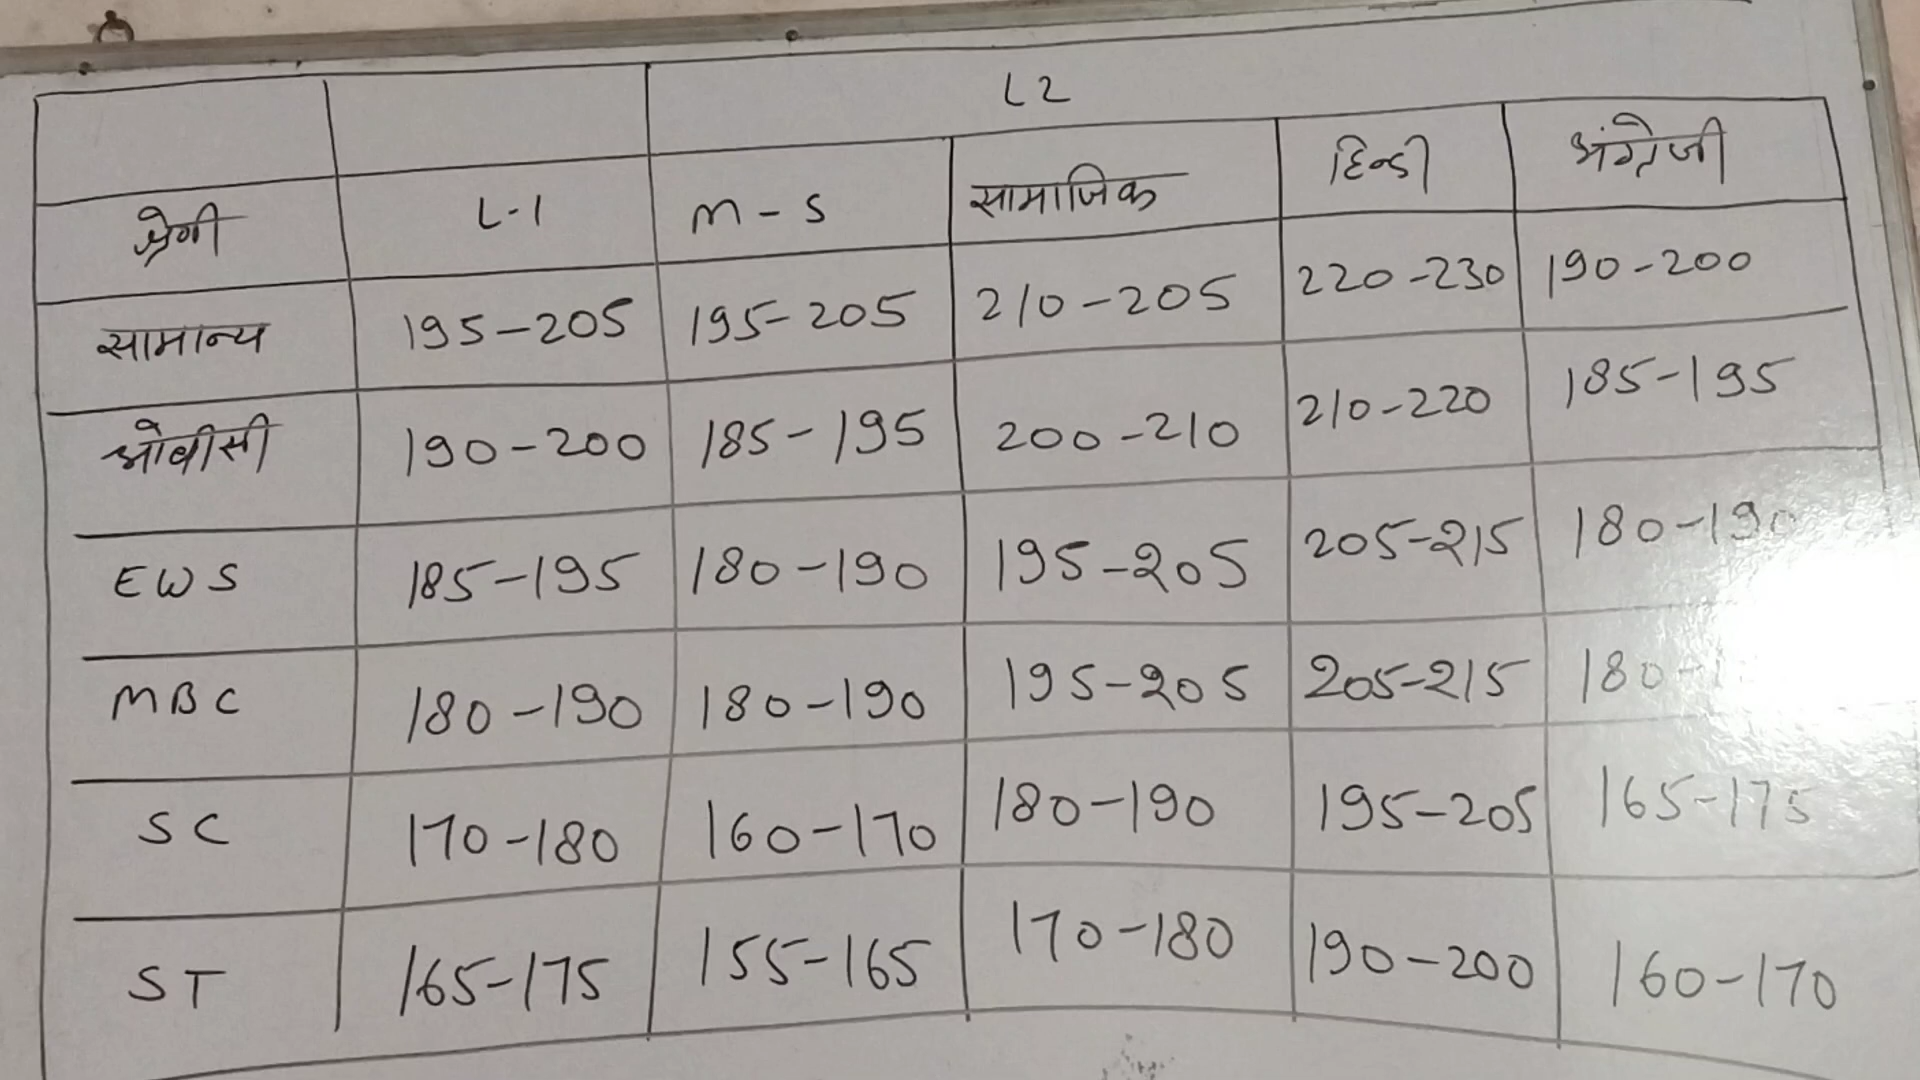 L2
श्रेणी L-1 M-S सामाजिक हिन्दी अंग्रेजी
सामान्य 195-205 195-205 210-205 220-230 190-200
ओबीसी 190-200 185-195 200-210 210-220 185-195
EWS 185-195 180-190 195-205 205-215 180-190
MBC 180-190 180-190 195-205 205-215 180-
SC 170-180 160-170 180-190 195-205 165-175
ST 165-175 155-165 170-180 190-200 160-170